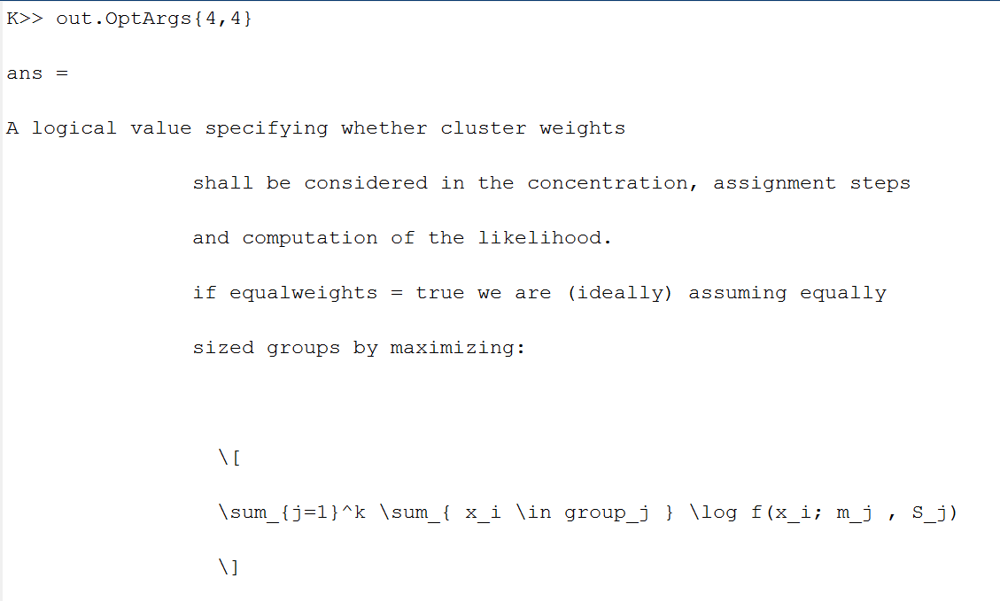 K>> out.OptArgs{4,4}
ans =
A logical value specifying whether cluster weights
shall be considered in the concentration, assignment steps
and computation of the likelihood.
if equalweights = true we are (ideally) assuming equally
sized groups by maximizing:
\[
\sum_{j=1}^k \sum_{ x_i \in group_j } \log f(x_i; m_j , S_j)
\]